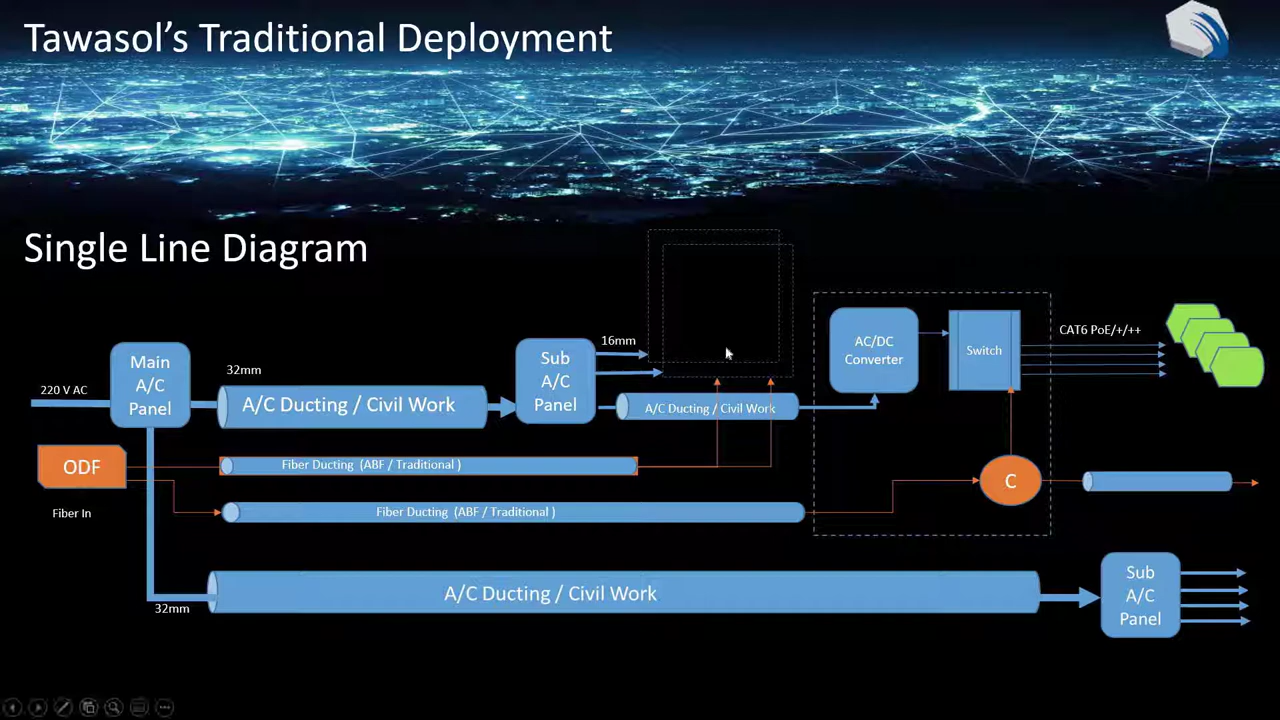 Tawasol’s Traditional Deployment
Single Line Diagram
220 V AC
Main
A/C
Panel
32mm
A/C Ducting / Civil Work
Sub
A/C
Panel
16mm
A/C Ducting / Civil Work
AC/DC
Converter
Switch
CAT6 PoE/+/++
ODF
Fiber In
Fiber Ducting (ABF / Traditional )
Fiber Ducting (ABF / Traditional )
C
32mm
A/C Ducting / Civil Work
Sub
A/C
Panel